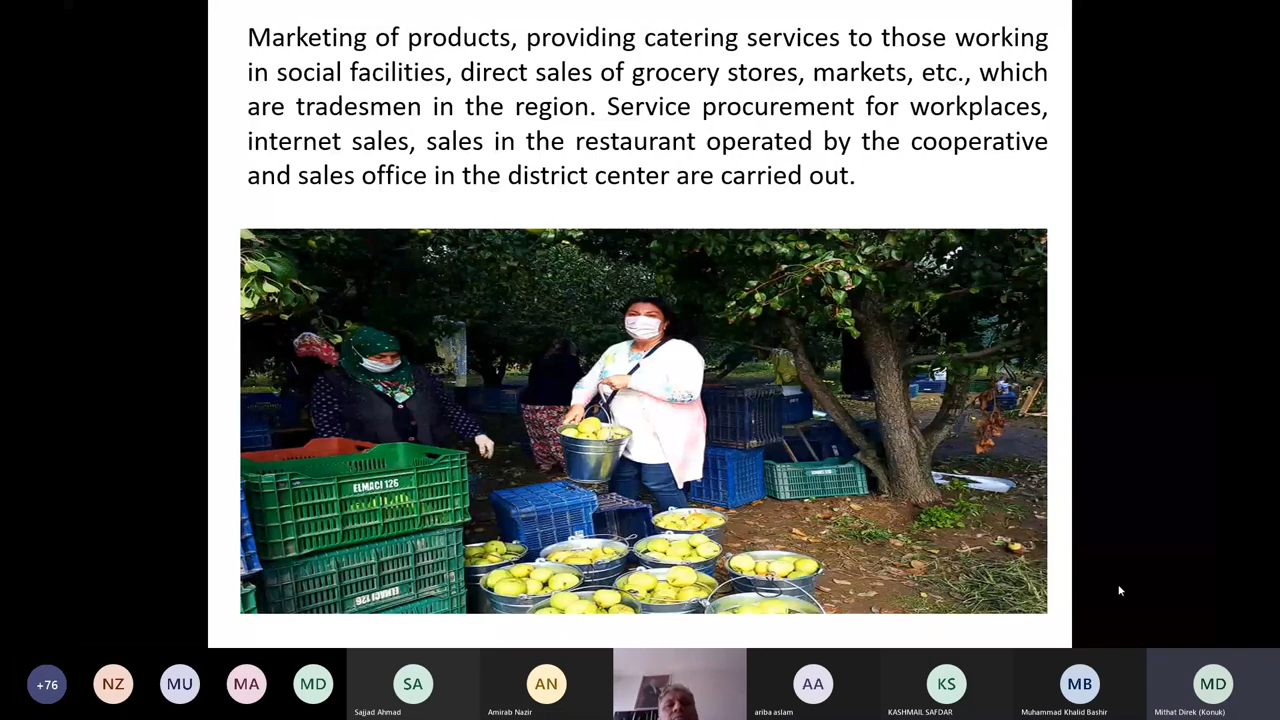 Marketing of products, providing catering services to those working
in social facilities, direct sales of grocery stores, markets, etc., which
are tradesmen in the region. Service procurement for workplaces,
internet sales, sales in the restaurant operated by the cooperative
and sales office in the district center are carried out.
ELMACI 126
ELMACI 126
+76
NZ
MU
MA
MD
SA
AN
AA
KS
MB
MD
Sajjad Ahmad
Amirab Nazir
ariba aslam
KASHMAIL SAFDAR
Muhammad Khalid Bashir
Mithat Direk (Konuk)